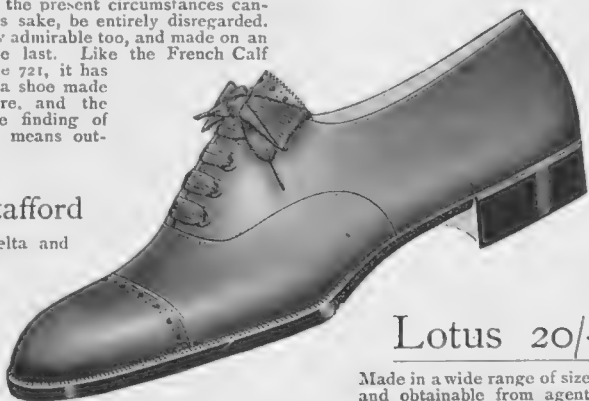 the present circumstances can-
s sake, be entirely disregarded.
admirable too, and made on an
last. Like the French Calf
e 721, it has
a shoe made
re, and the
e finding of
means out-
tafford
elta and
Lotus 20/-
Made in a wide range of size
and obtainable from agent